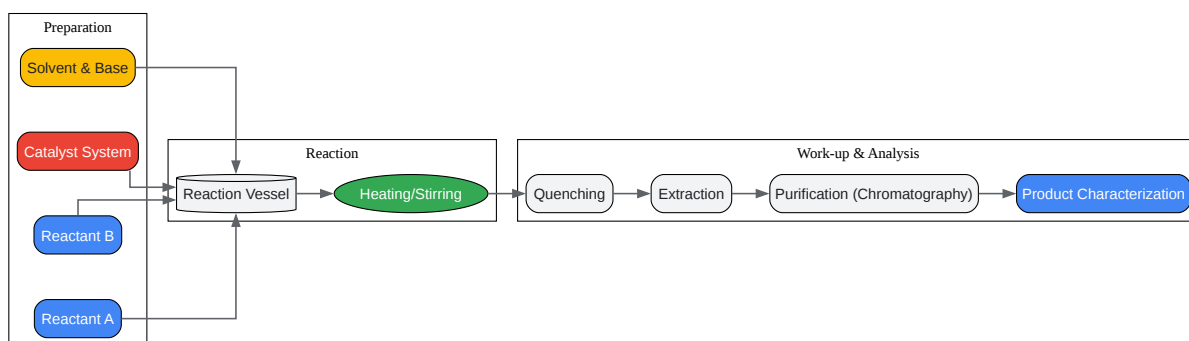 Preparation
Solvent & Base
Catalyst System
Reactant B
Reactant A
Reaction
Reaction Vessel
Heating/Stirring
Work-up & Analysis
Quenching
Extraction
Purification (Chromatography)
Product Characterization